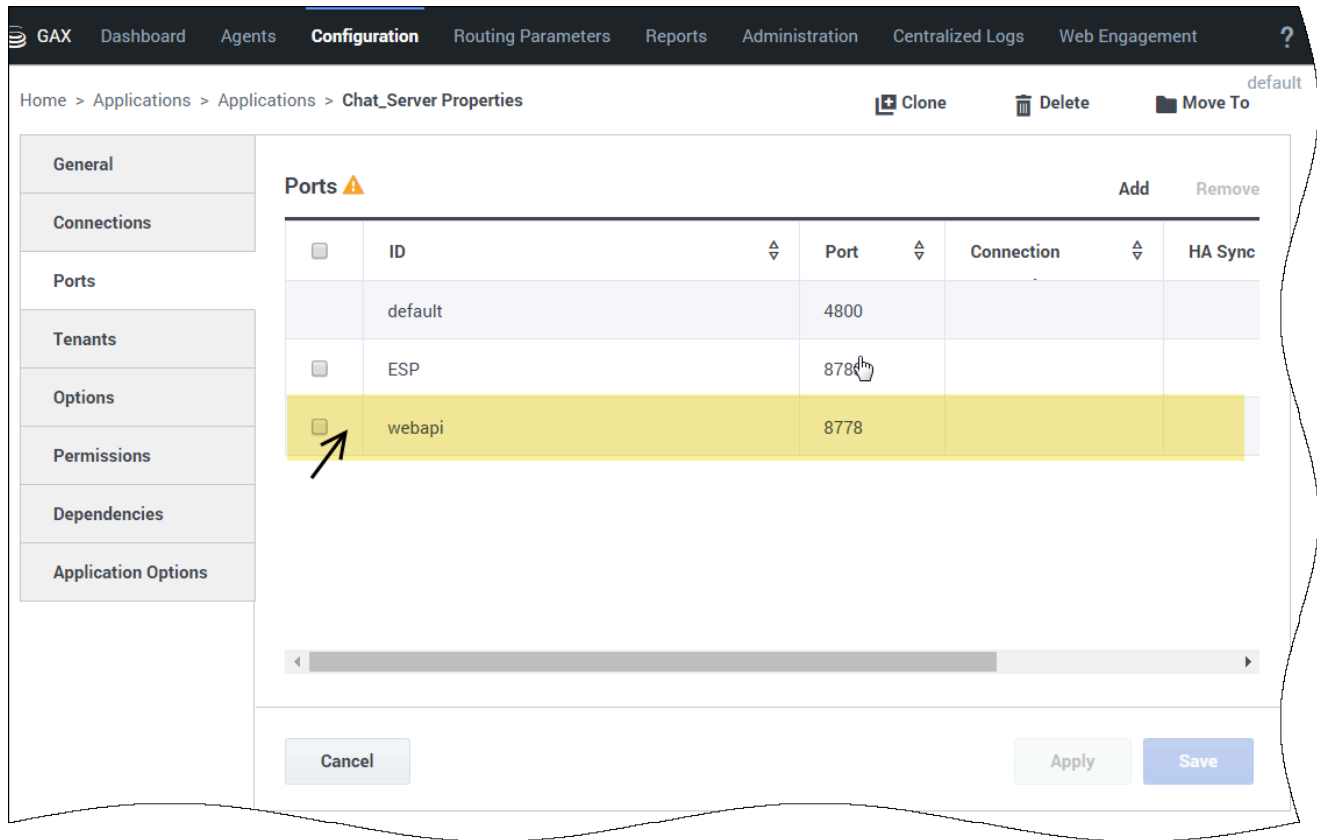 GAX Dashboard Agents Configuration Routing Parameters Reports Administration Centralized Logs Web Engagement ?
default
Home > Applications > Applications > Chat_Server Properties Clone Delete Move To
General
Connections
Ports
Tenants
Options
Permissions
Dependencies
Application Options
Ports Add Remove
ID Port Connection HA Sync
default 4800
ESP
webapi 8778
Cancel Apply Save